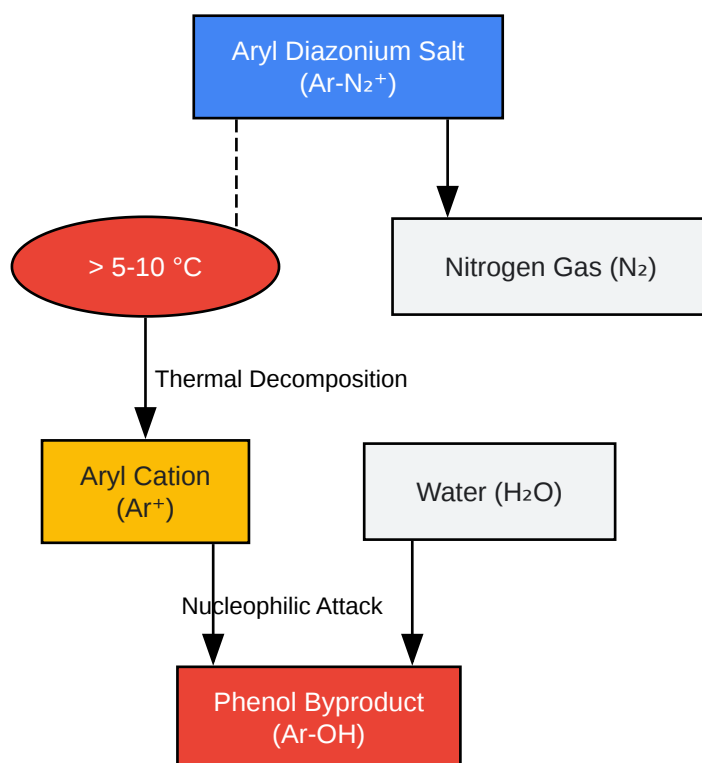 Aryl Diazonium Salt
(Ar-N₂⁺)
> 5-10 °C
Nitrogen Gas (N₂)
Thermal Decomposition
Aryl Cation
(Ar⁺)
Water (H₂O)
Nucleophilic Attack
Phenol Byproduct
(Ar-OH)